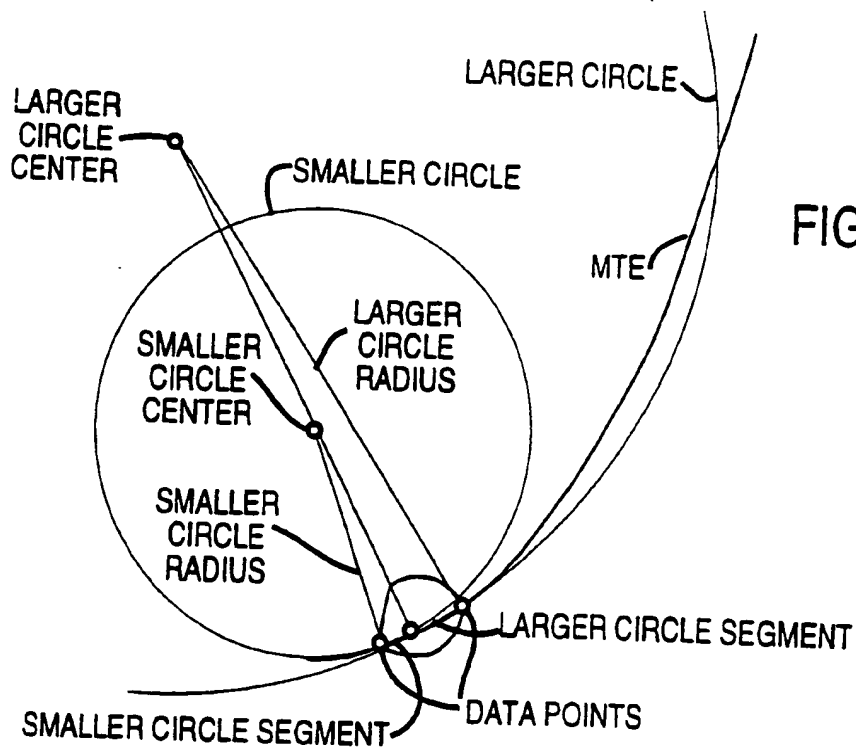 LARGER CIRCLE
LARGER
CIRCLE
CENTER
SMALLER CIRCLE
FIG
MTE
LARGER
CIRCLE
RADIUS
SMALLER
CIRCLE
CENTER
SMALLER
CIRCLE
RADIUS
LARGER CIRCLE SEGMENT
DATA POINTS
SMALLER CIRCLE SEGMENT